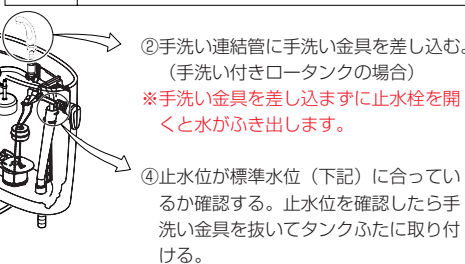 ②手洗い連結管に手洗い金具を差し込む。
（手洗い付きロータンクの場合）
※手洗い金具を差し込まずに止水栓を開
くと水がふき出します。
④止水位が標準水位（下記）に合ってい
るか確認する。止水位を確認したら手
洗い金具を抜いてタンクふたに取り付
ける。